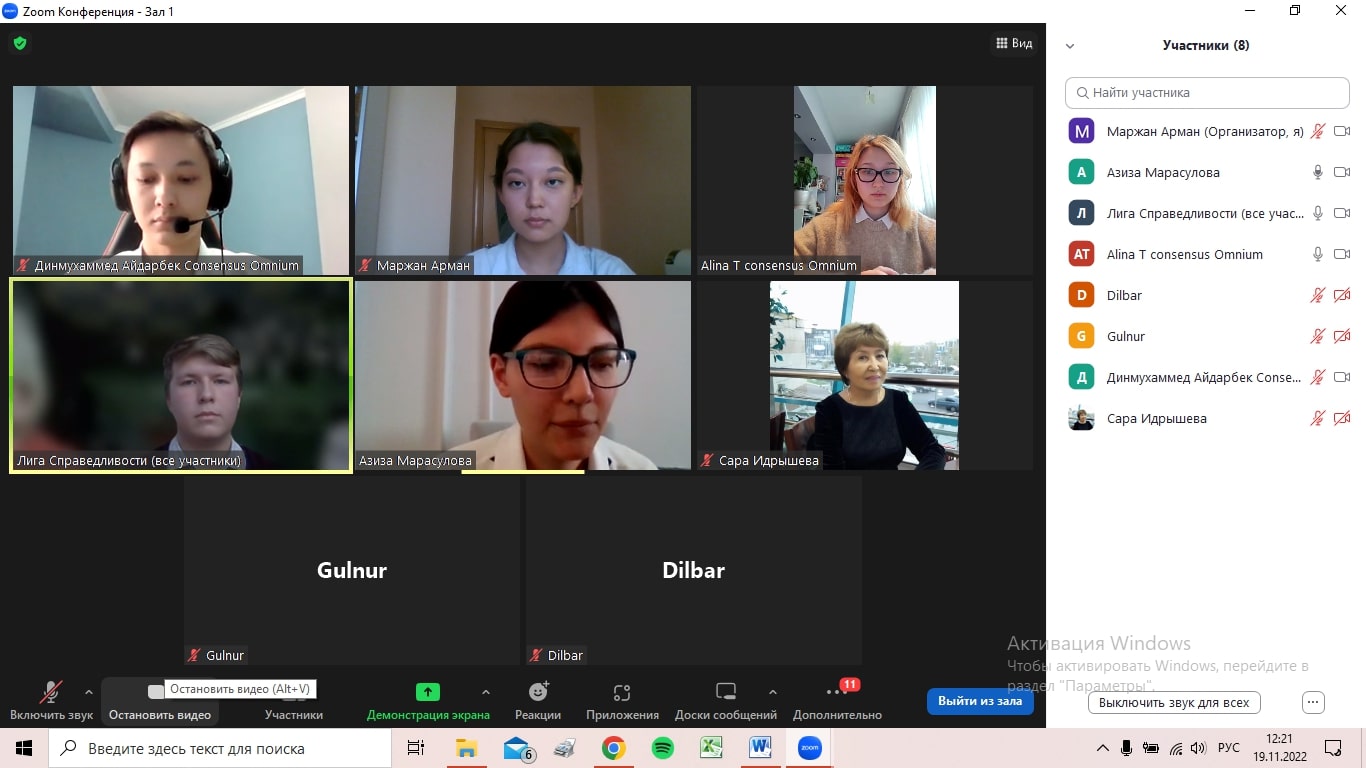 Zoom Конференция - Зал 1
Вид
Динмухаммед Айдарбек Consensus Omnium
Маржан Арман
Alina T consensus Omnium
Лига Справедливости (все участники)
Азиза Марасулова
Сара Идрышева
Gulnur
Dilbar
Gulnur
Dilbar
Участники (8)
Найти участника
М Маржан Арман (Организатор, я)
А Азиза Марасулова
Л Лига Справедливости (все учас...
AT Alina T consensus Omnium
D Dilbar
G Gulnur
Д Динмухаммед Айдарбек Conse...
Сара Идрышева
Активация Windows
Чтобы активировать Windows, перейдите в
раздел "Параметры".
Выключить звук для всех
Остановить видео (Alt+V)
11
Включить звук
Остановить видео
Участники
Демонстрация экрана
Реакции
Приложения
Доски сообщений
Дополнительно
Выйти из зала
Введите здесь текст для поиска
6
zoom
РУС
12:21
19.11.2022